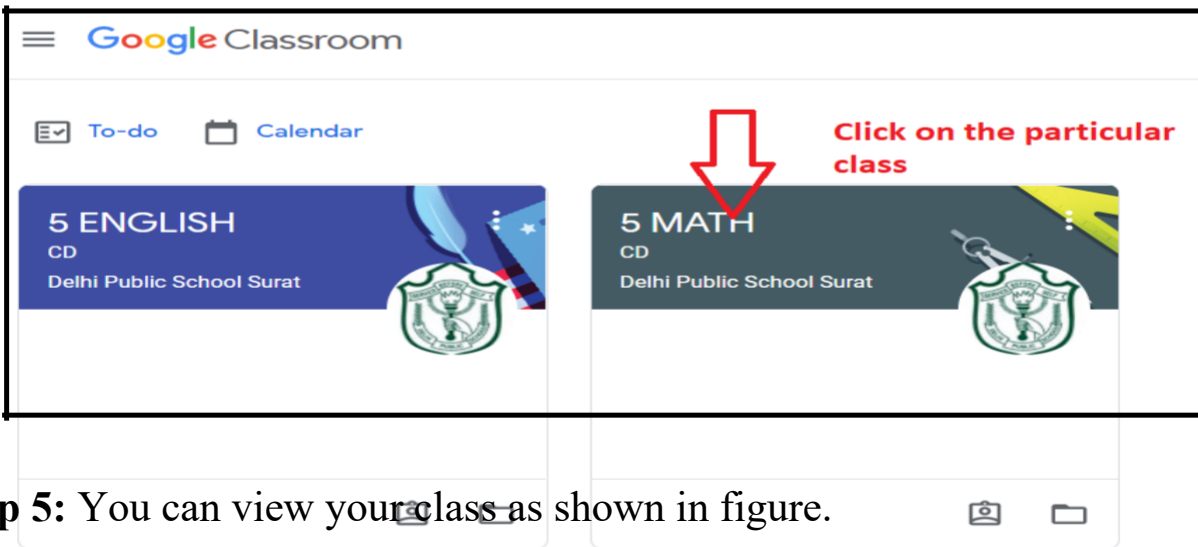 Google Classroom
To-do Calendar
Click on the particular
class
5 ENGLISH
CD
Delhi Public School Surat
5 MATH
CD
Delhi Public School Surat
p 5: You can view your class as shown in figure.